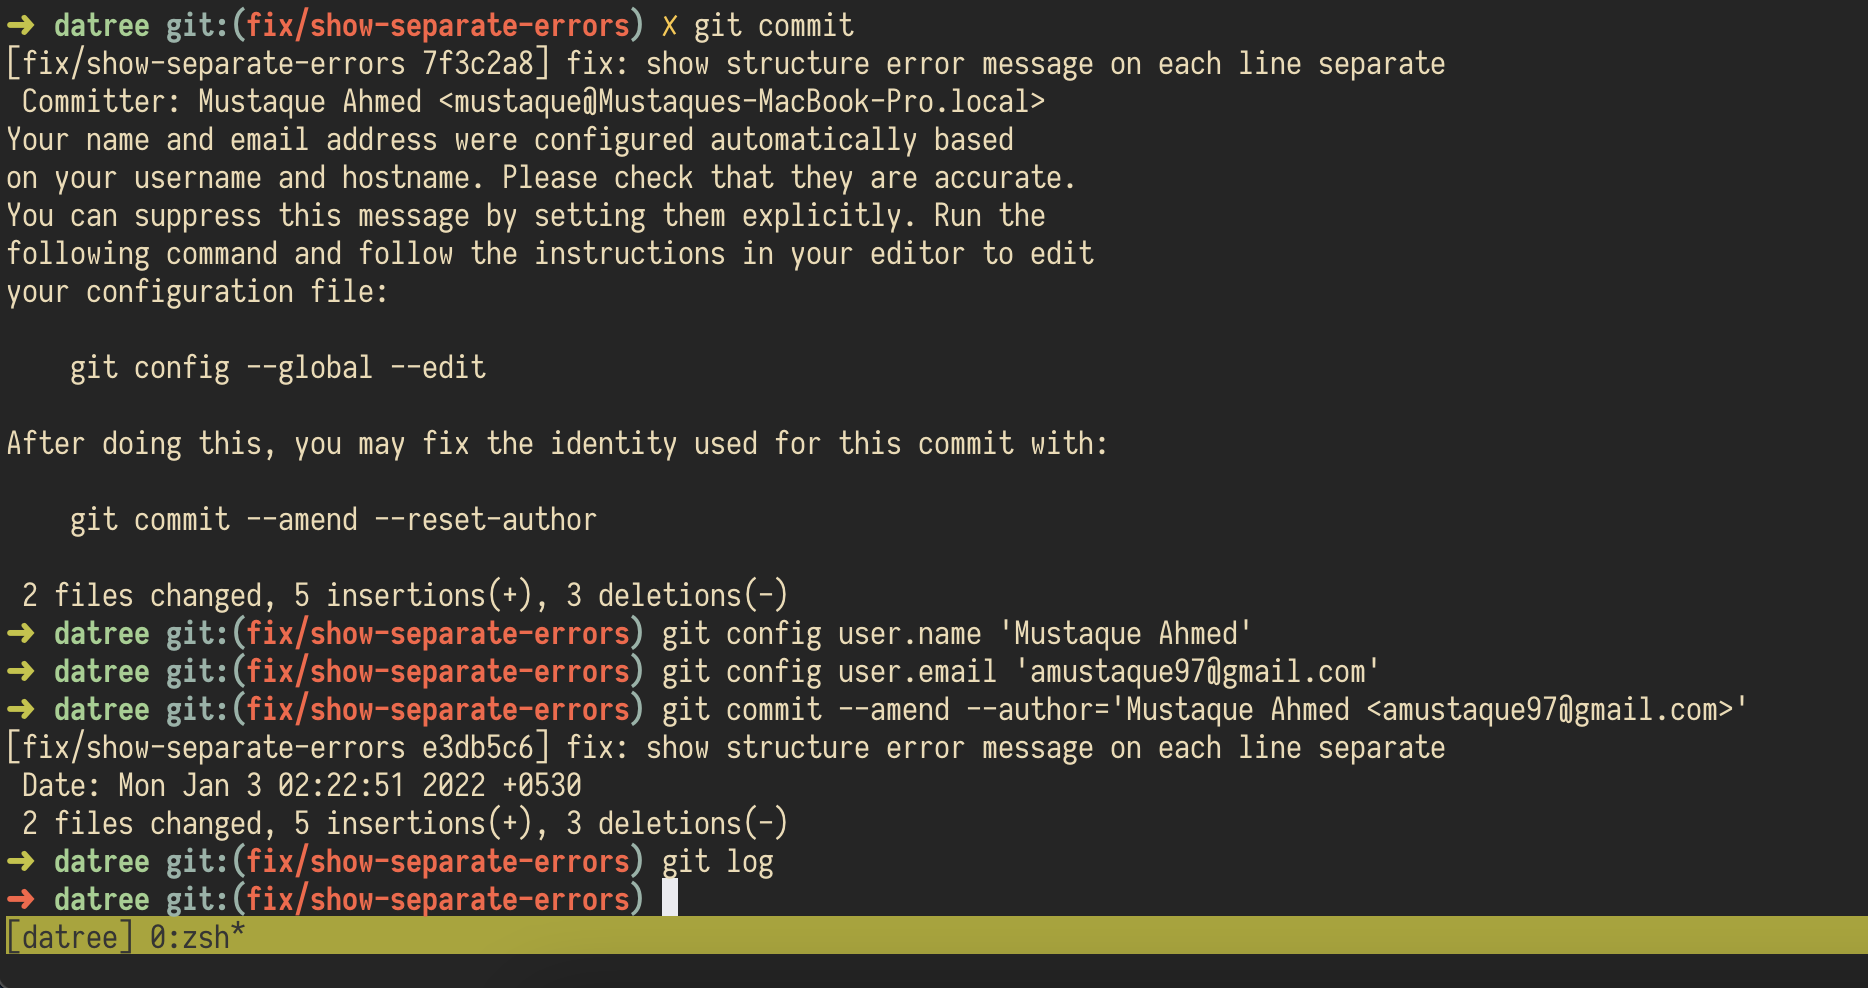 ➜ datree git:(fix/show-separate-errors) ✗ git commit
[fix/show-separate-errors 7f3c2a8] fix: show structure error message on each line separate
 Committer: Mustaque Ahmed <mustaque@Mustaques-MacBook-Pro.local>
Your name and email address were configured automatically based
on your username and hostname. Please check that they are accurate.
You can suppress this message by setting them explicitly. Run the
following command and follow the instructions in your editor to edit
your configuration file:

    git config --global --edit

After doing this, you may fix the identity used for this commit with:

    git commit --amend --reset-author

 2 files changed, 5 insertions(+), 3 deletions(-)
➜ datree git:(fix/show-separate-errors) git config user.name 'Mustaque Ahmed'
➜ datree git:(fix/show-separate-errors) git config user.email 'amustaque97@gmail.com'
➜ datree git:(fix/show-separate-errors) git commit --amend --author='Mustaque Ahmed <amustaque97@gmail.com>'
[fix/show-separate-errors e3db5c6] fix: show structure error message on each line separate
 Date: Mon Jan 3 02:22:51 2022 +0530
 2 files changed, 5 insertions(+), 3 deletions(-)
➜ datree git:(fix/show-separate-errors) git log
➜ datree git:(fix/show-separate-errors)
[datree] 0:zsh*